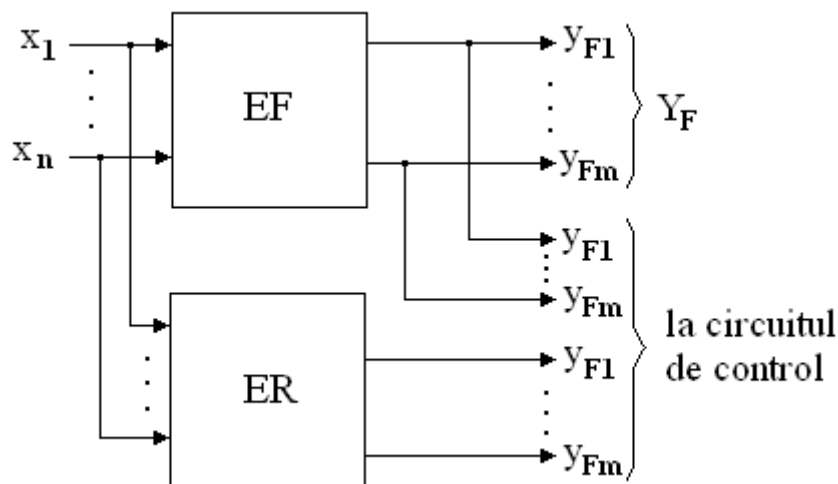 x1
xn
EF
yF1
yFm
YF
yF1
yFm
la circuitul
de control
ER
yF1
yFm